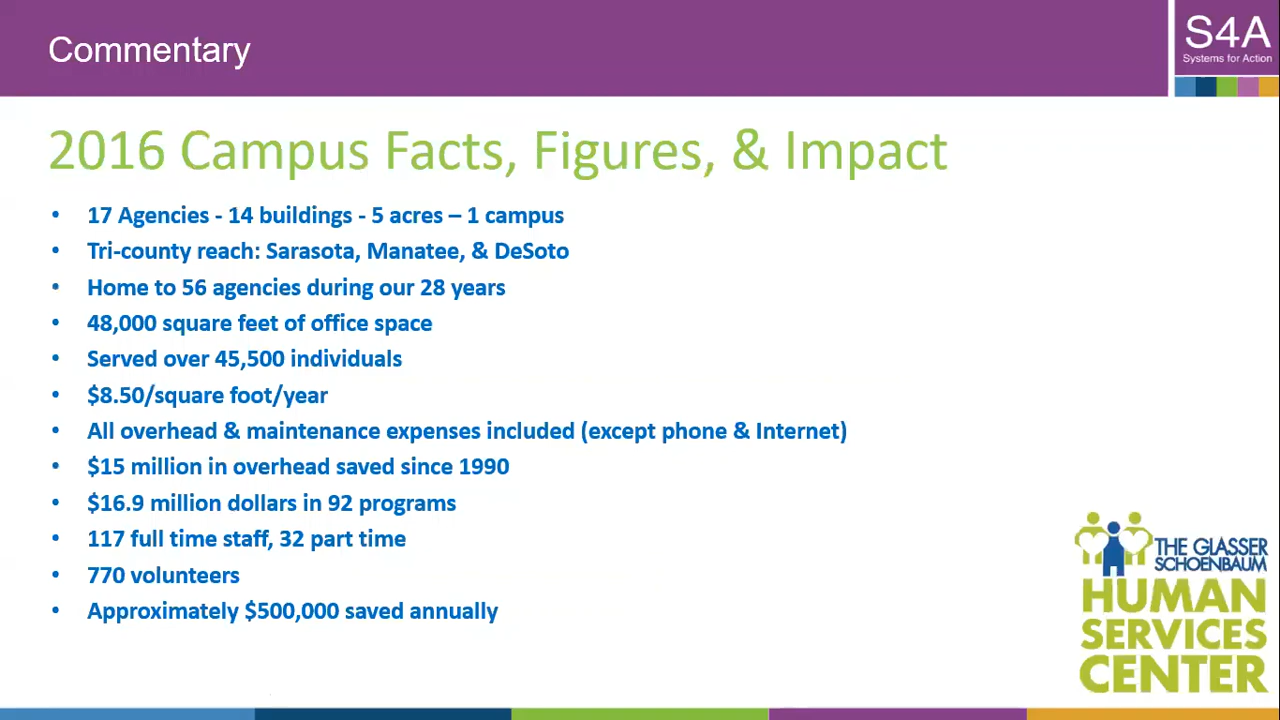 Commentary
S4A
Systems for Action
2016 Campus Facts, Figures, & Impact
• 17 Agencies - 14 buildings - 5 acres – 1 campus
• Tri-county reach: Sarasota, Manatee, & DeSoto
• Home to 56 agencies during our 28 years
• 48,000 square feet of office space
• Served over 45,500 individuals
• $8.50/square foot/year
• All overhead & maintenance expenses included (except phone & Internet)
• $15 million in overhead saved since 1990
• $16.9 million dollars in 92 programs
• 117 full time staff, 32 part time
• 770 volunteers
• Approximately $500,000 saved annually
THE GLASSER
SCHOENBAUM
HUMAN
SERVICES
CENTER